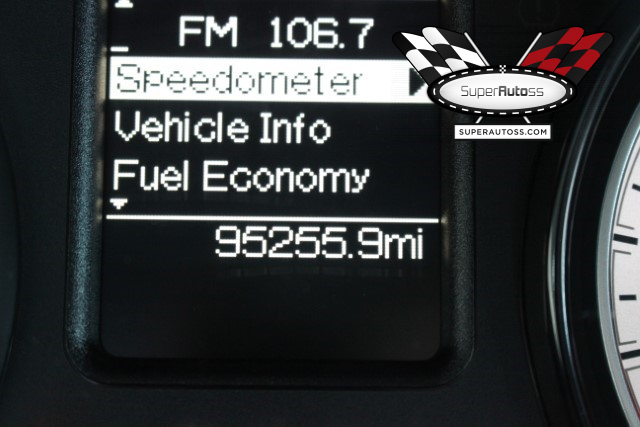 FM 106.7
Speedometer
Vehicle Info
Fuel Economy
95255.9mi
SuperAutoss
SUPERAUTOSS.COM